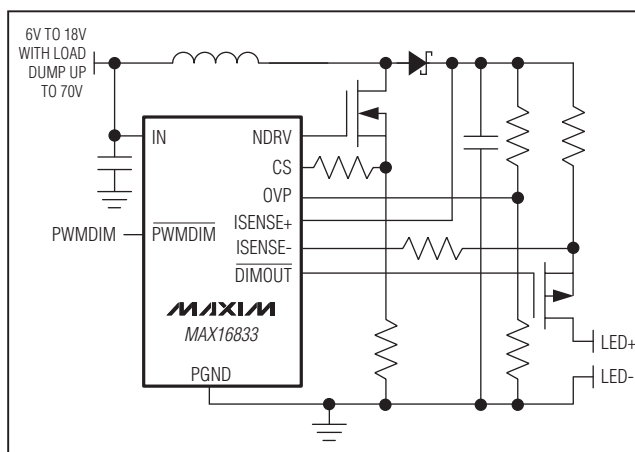 6V TO 18V
WITH LOAD
DUMP UP
TO 70V
IN
NDRV
CS
OVP
ISENSE+
PWMDIM
PWMDIM
ISENSE-
DIMOUT
MAXIM
MAX16833
PGND
LED+
LED-